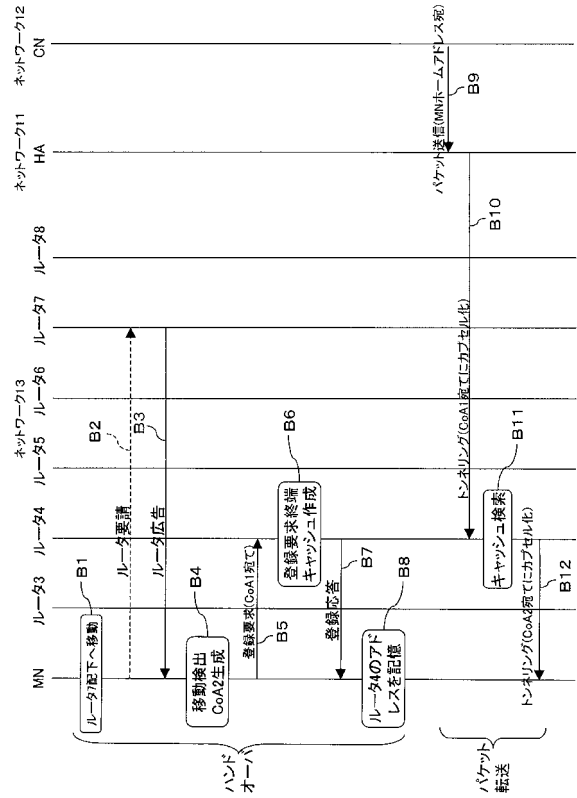 ネットワーク13
ネットワーク11
ネットワーク12
MN
ルータ3
ルータ4
ルータ5
ルータ6
ルータ7
ルータ8
HA
CN
ハンド
オーバ
ルータ7配下へ移動
B1
ルータ要請
B2
ルータ広告
B3
移動検出
CoA2生成
B4
登録要求(CoA1宛て)
B5
登録要求終端
キャッシュ作成
B6
登録応答
B7
ルータ4のアド
レスを記憶
B8
パケット
転送
パケット送信(MNホームアドレス宛)
B9
トンネリング(CoA1宛てにカプセル化)
B10
キャッシュ検索
B11
トンネリング(CoA2宛てにカプセル化)
B12